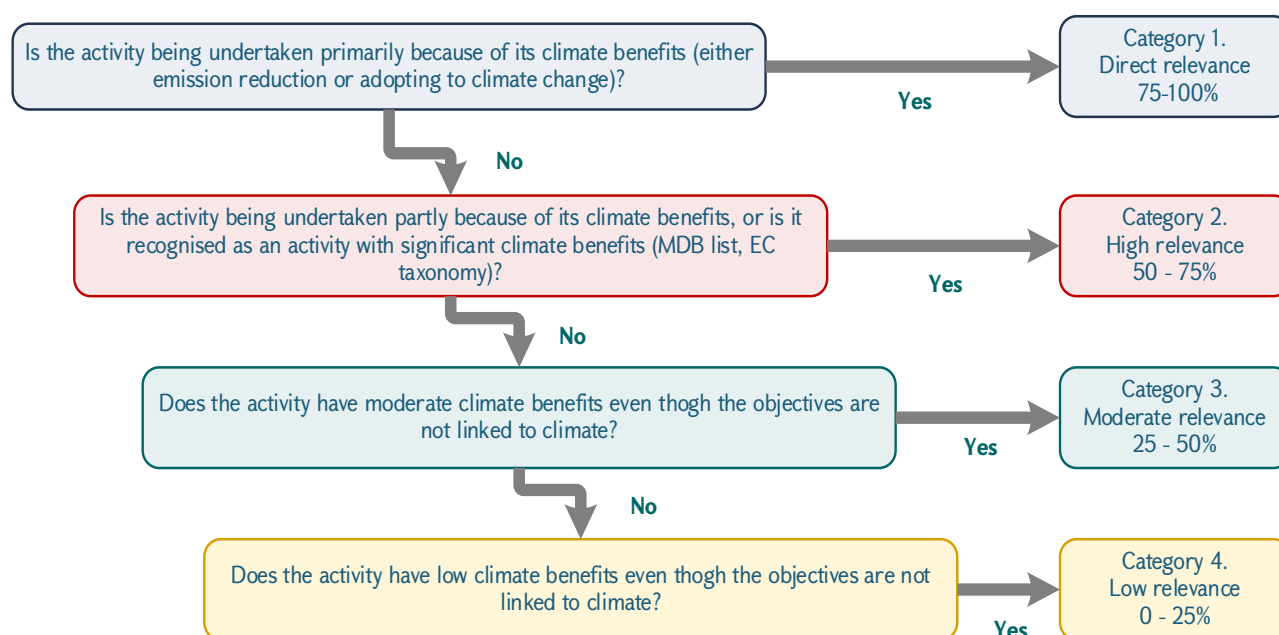 Is the activity being undertaken primarily because of its climate benefits (either
emission reduction or adopting to climate change)?
Yes
Category 1.
Direct relevance
75-100%
No
Is the activity being undertaken partly because of its climate benefits, or is it
recognised as an activity with significant climate benefits (MDB list, EC
taxonomy)?
Yes
Category 2.
High relevance
50 - 75%
No
Does the activity have moderate climate benefits even thogh the objectives are
not linked to climate?
Yes
Category 3.
Moderate relevance
25 - 50%
No
Does the activity have low climate benefits even thogh the objectives are not
linked to climate?
Yes
Category 4.
Low relevance
0 - 25%